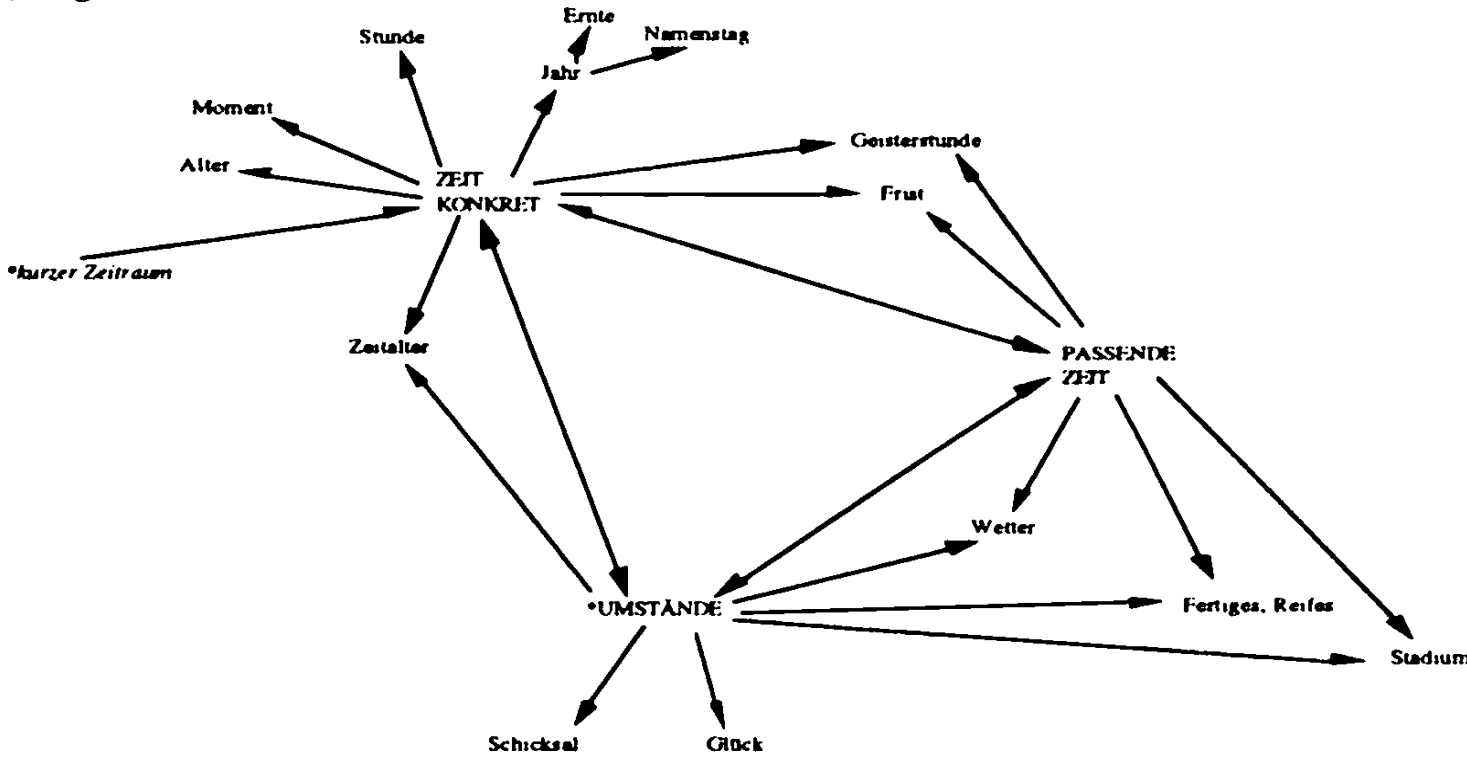 Ernte
Stunde
Namenstag
Jahr
Moment
Geisterstunde
Alter
ZEIT
KONKRET
Frist
*kurzer Zeitraum
Zeitalter
PASSENDE
ZEIT
Wetter
*UMSTÄNDE
Fertiges, Reifes
Stadium
Schicksal
Glück